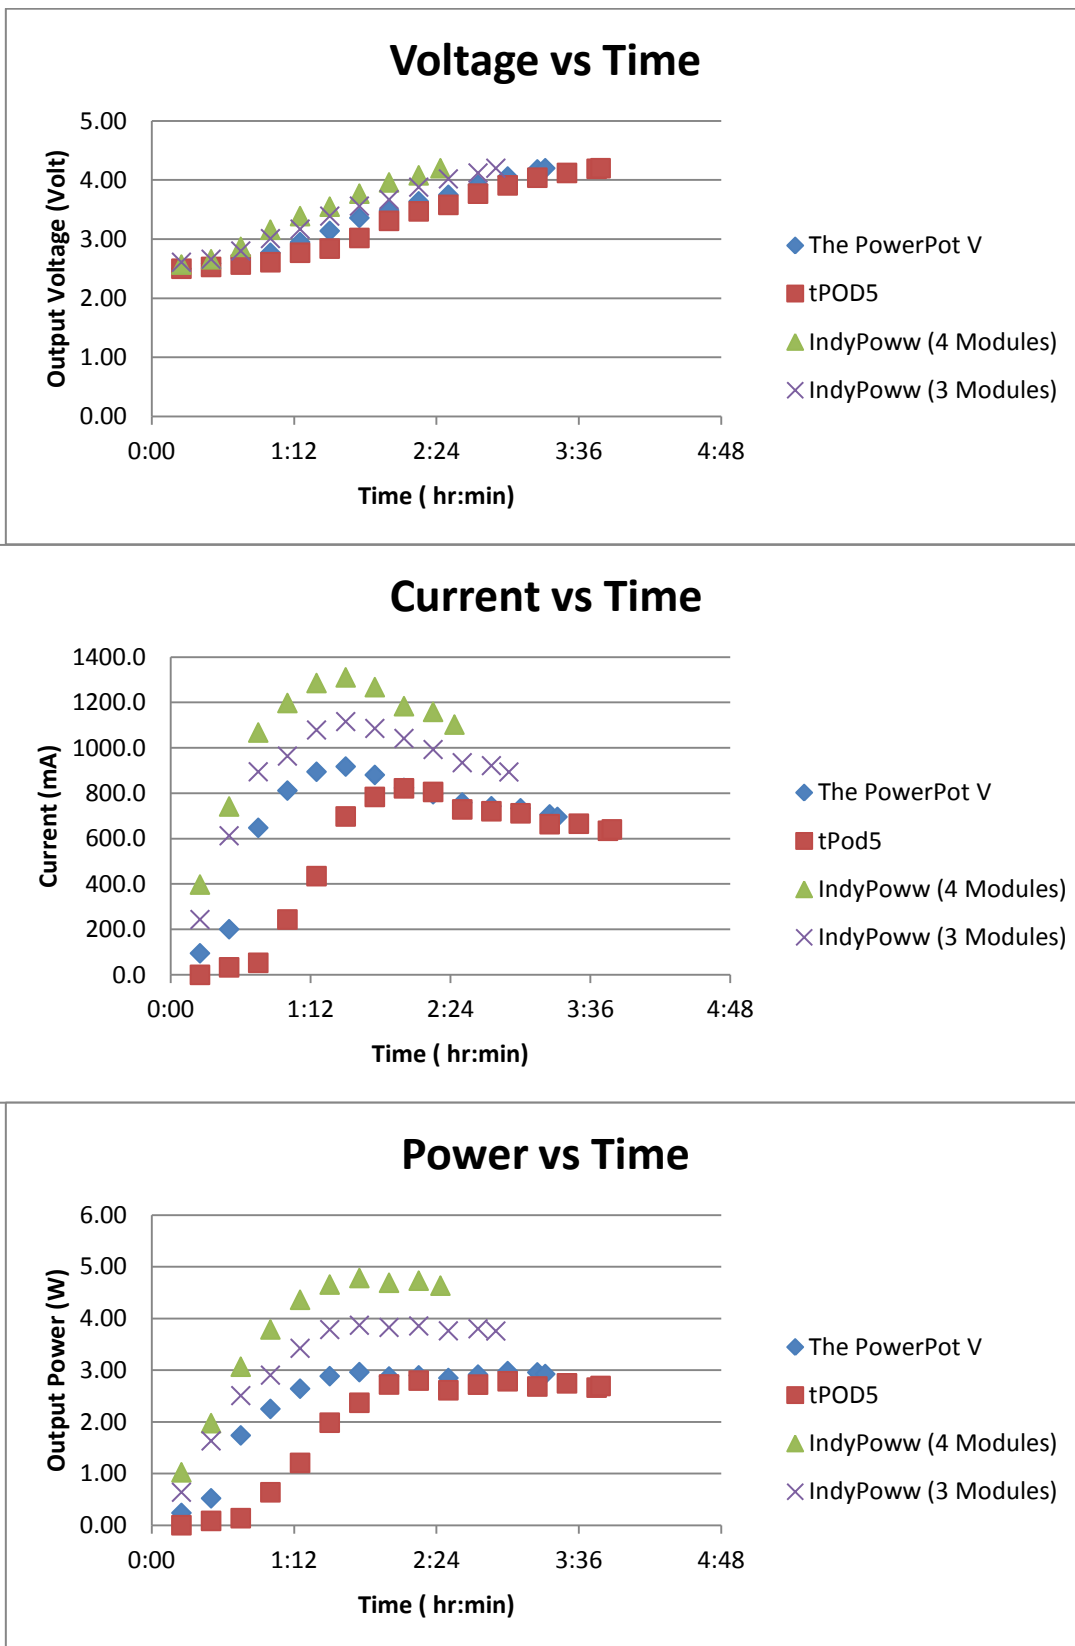 Voltage vs Time
5.00
4.00
3.00
2.00
1.00
0.00
Output Voltage (Volt)
0:00 1:12 2:24 3:36 4:48
Time ( hr:min)
The PowerPot V
tPOD5
IndyPoww (4 Modules)
IndyPoww (3 Modules)
Current vs Time
1400.0
1200.0
1000.0
800.0
600.0
400.0
200.0
0.0
Current (mA)
0:00 1:12 2:24 3:36 4:48
Time ( hr:min)
The PowerPot V
tPod5
IndyPoww (4 Modules)
IndyPoww (3 Modules)
Power vs Time
6.00
5.00
4.00
3.00
2.00
1.00
0.00
Output Power (W)
0:00 1:12 2:24 3:36 4:48
Time ( hr:min)
The PowerPot V
tPOD5
IndyPoww (4 Modules)
IndyPoww (3 Modules)